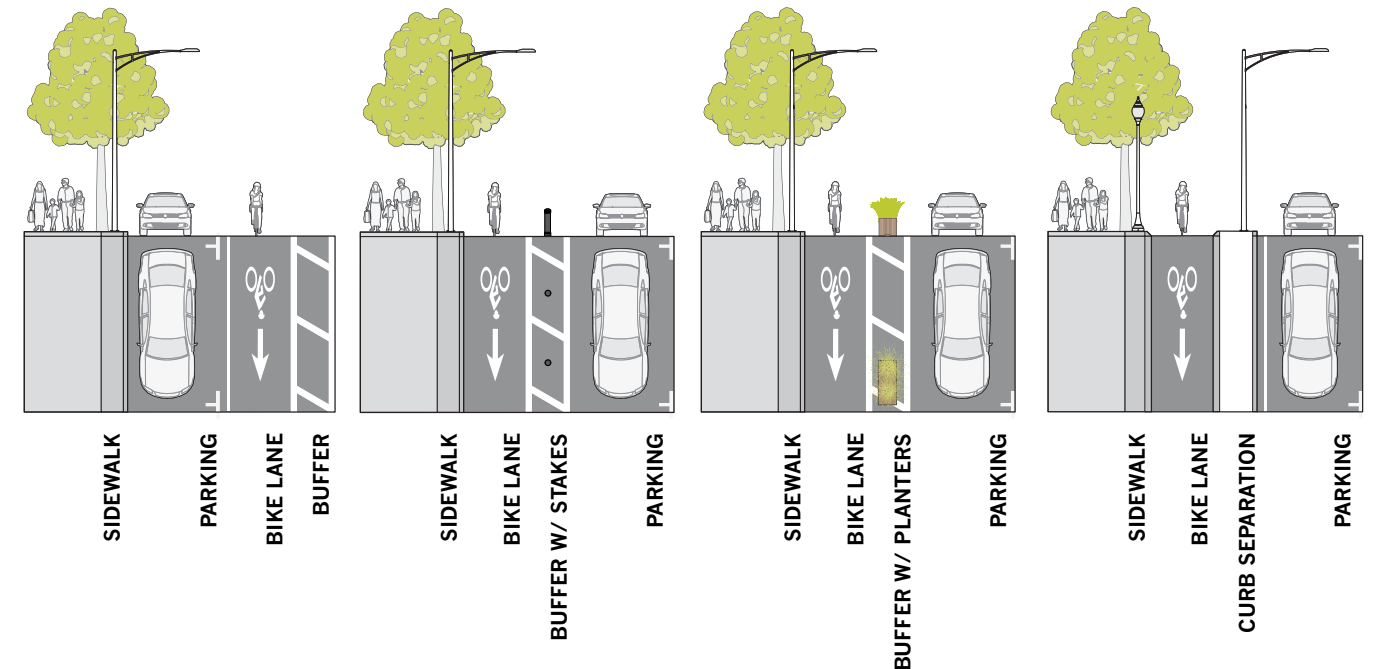 SIDEWALK
PARKING
BIKE LANE
BUFFER
SIDEWALK
BIKE LANE
BUFFER W/ STAKES
PARKING
SIDEWALK
BIKE LANE
BUFFER W/ PLANTERS
PARKING
SIDEWALK
BIKE LANE
CURB SEPARATION
PARKING